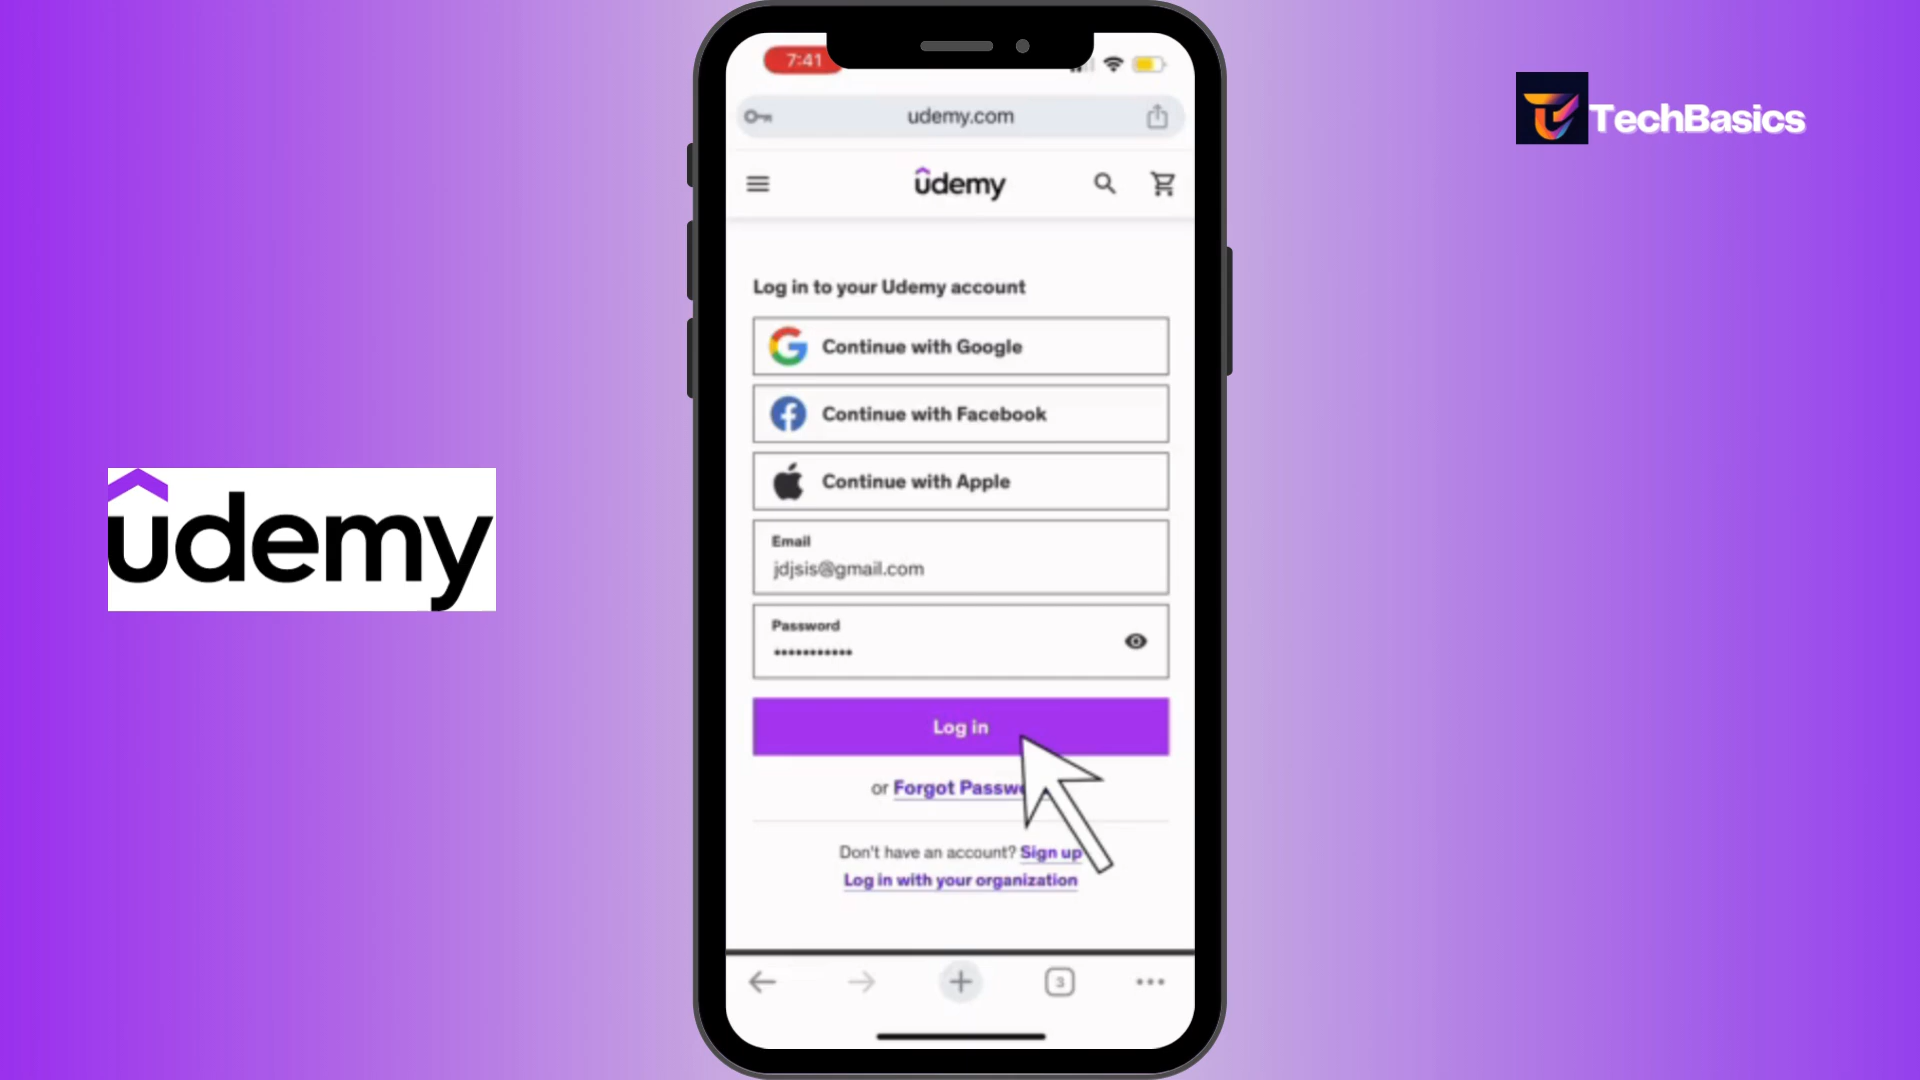 7:41
udemy.com
udemy
TechBasics
Log in to your Udemy account
Continue with Google
Continue with Facebook
Continue with Apple
Email
jdjsis@gmail.com
udemy
Password
•••••••••••
Log in
or Forgot Passw
Don't have an account? Sign up
Log in with your organization
3